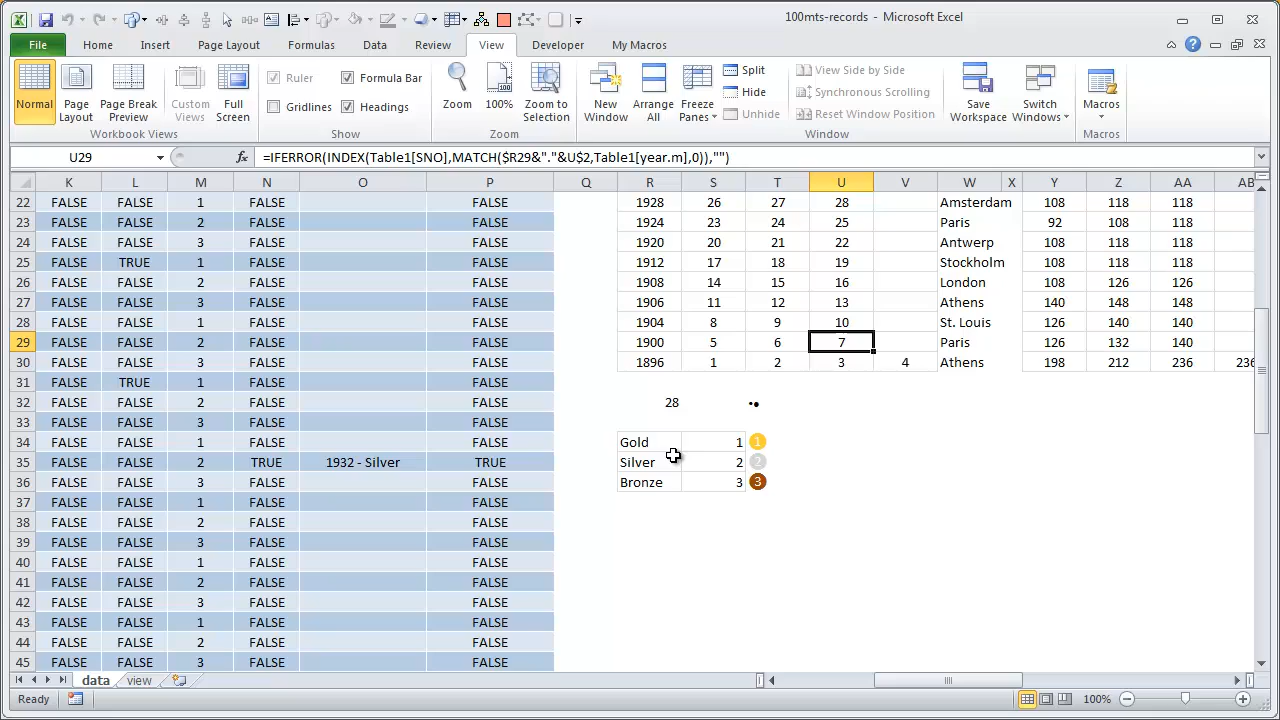 100mts-records - Microsoft Excel
File Home Insert Page Layout Formulas Data Review View Developer My Macros
Normal
Page Layout
Page Break Preview
Custom Views
Full Screen
Workbook Views
Ruler
Formula Bar
Gridlines
Headings
Show
Zoom
100%
Zoom to Selection
Zoom
New Window
Arrange All
Freeze Panes
Split
Hide
Unhide
View Side by Side
Synchronous Scrolling
Reset Window Position
Window
Save Workspace
Switch Windows
Macros
Macros
U29 fx =IFERROR(INDEX(Table1[SNO],MATCH($R29&"."&U$2,Table1[year.m],0)),"")
K L M N O P Q R S T U V W X Y Z AA AB
22 FALSE FALSE 1 FALSE FALSE 1928 26 27 28 Amsterdam 108 118 118
23 FALSE FALSE 2 FALSE FALSE 1924 23 24 25 Paris 92 108 118
24 FALSE FALSE 3 FALSE FALSE 1920 20 21 22 Antwerp 108 118 118
25 FALSE TRUE 1 FALSE FALSE 1912 17 18 19 Stockholm 108 118 118
26 FALSE FALSE 2 FALSE FALSE 1908 14 15 16 London 108 126 126
27 FALSE FALSE 3 FALSE FALSE 1906 11 12 13 Athens 140 148 148
28 FALSE FALSE 1 FALSE FALSE 1904 8 9 10 St. Louis 126 140 140
29 FALSE FALSE 2 FALSE FALSE 1900 5 6 7 Paris 126 132 140
30 FALSE FALSE 3 FALSE FALSE 1896 1 2 3 4 Athens 198 212 236 236
31 FALSE TRUE 1 FALSE FALSE
32 FALSE FALSE 2 FALSE FALSE 28
33 FALSE FALSE 3 FALSE FALSE
34 FALSE FALSE 1 FALSE FALSE Gold 1 1
35 FALSE FALSE 2 TRUE 1932 - Silver TRUE Silver 2 2
36 FALSE FALSE 3 FALSE FALSE Bronze 3 3
37 FALSE FALSE 1 FALSE FALSE
38 FALSE FALSE 2 FALSE FALSE
39 FALSE FALSE 3 FALSE FALSE
40 FALSE FALSE 1 FALSE FALSE
41 FALSE FALSE 2 FALSE FALSE
42 FALSE FALSE 3 FALSE FALSE
43 FALSE FALSE 1 FALSE FALSE
44 FALSE FALSE 2 FALSE FALSE
45 FALSE FALSE 3 FALSE FALSE
data view
Ready 100%